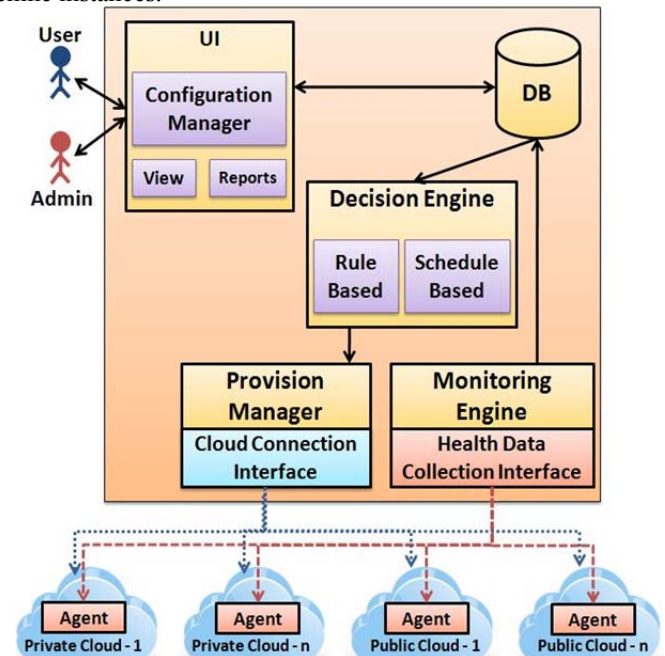 User
Admin
UI
Configuration
Manager
View
Reports
DB
Decision Engine
Rule
Based
Schedule
Based
Provision
Manager
Cloud Connection
Interface
Monitoring
Engine
Health Data
Collection Interface
Agent
Private Cloud - 1
Agent
Private Cloud - n
Agent
Public Cloud - 1
Agent
Public Cloud - n